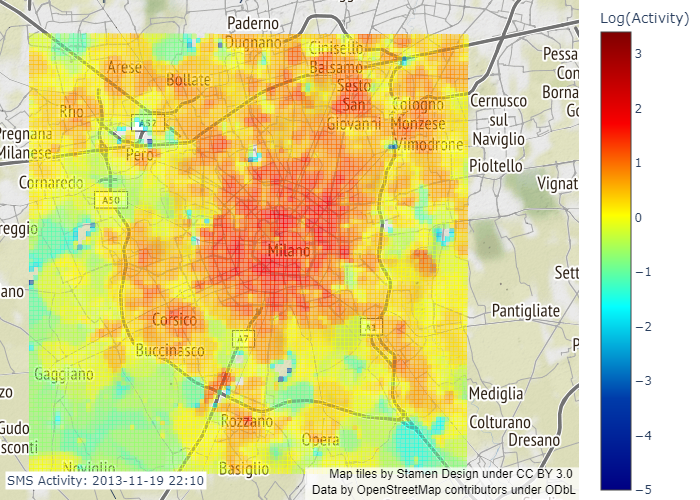 Log(Activity)
3
2
1
0
−1
−2
−3
−4
−5
Paderno
Dugnano
Cinisello
Balsamo
Arese
Bollate
Sesto
San
Giovanni
Rho
A52
Cologno
Monzese
Pessa
Con
Borna
Go
Cernusco
sul
Naviglio
Pregnana
Milanese
Pero
Vimodrone
Pioltello
Cornaredo
Vignat
A50
reggio
Milano
Sett
ano
Pantigliate
Corsico
A7
A1
Buccinasco
P
Gaggiano
zo
Mediglia
Rozzano
Colturano
Gudo
sconti
Opera
Dresano
Noviglio
Basiglio
SMS Activity: 2013-11-19 22:10
Map tiles by Stamen Design under CC BY 3.0
Data by OpenStreetMap contributors under ODbL